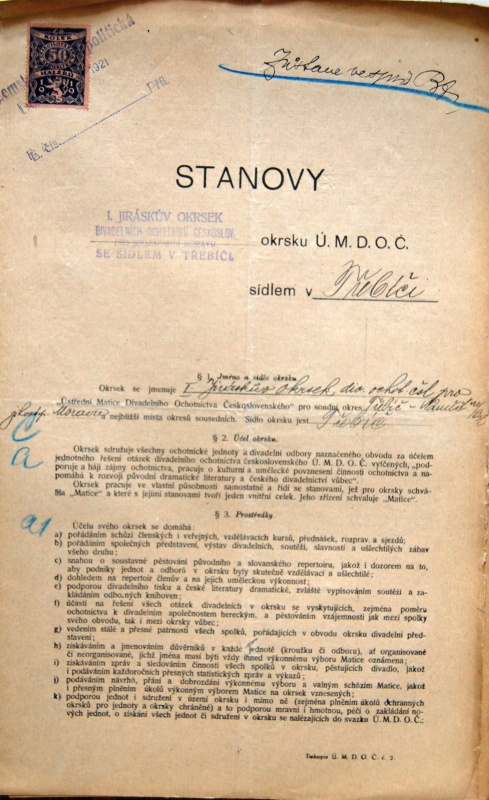 KOLEK
50
HALÉŘŮ
politická
1921
Čís. Přít.
Zůstane ve spisu
STANOVY
I. JIRÁSKŮV OKRSEK
DIVADELNÍCH OCHOTNÍKŮ ČESKOSLOV.
SE SÍDLEM V TŘEBÍČI.
okrsku Ú. M. D. O. Č.
sídlem v Třebíči
§ 1. Jméno a sídlo okrsku.
Okrsek se jmenuje I Jiráskův okrsek div. ochot. čsl. pro
"Ústřední Matice Divadelního Ochotnictva Československého" pro soudní okres Třebíč -
Moravu a nejbližší místa okresů sousedních. Sídlo okrsku jest Třebíč
§ 2. Účel okrsku.
a
Okrsek sdružuje všechny ochotnické jednoty a divadelní odbory naznačeného obvodu za účelem
jednotného řešení otázek divadelního ochotnictva československého Ú. M. D. O. Č. vytčených, „pod-
poruje a hájí zájmy ochotnictva, pracuje o kulturní a umělecké povznesení činnosti ochotnictva a na-
pomáhá k rozvoji původní dramatické literatury a českého divadelnictví vůbec".
Okrsek pracuje ve vlastní působnosti samostatně a řídí se stanovami, jež pro okrsky schvá-
lila „Matice" a které s jejími stanovami tvoří jeden vnitřní celek. Jeho zřízení schvaluje „Matice".
a1
§ 3. Prostředky.
Účelu svého okrsek se domáhá:
a) pořádáním schůzí členských i veřejných, vzdělávacích kursů, přednášek, rozprav a sjezdů;
b) pořádáním společných představení, výstav divadelních, soutěží, slavností a ušlechtilých zábav
všeho druhu;
c) snahou o soustavné pěstování původního a slovanského repertoiru, jakož i dozorem na to,
aby podniky jednot a odborů v okrsku byly skutečně vzdělávací a ušlechtilé;
d) dohledem na repertoir členův a na jejich uměleckou výkonnost;
e) podporou divadelního tisku a české literatury dramatické, zvláště vypisováním soutěží a za-
kládáním odborných knihoven;
f) účastí na řešení všech otázek divadelních v okrsku se vyskytujících, zejména poměru
ochotnictva k divadelním společnostem hereckým, a pěstováním vzájemnosti jak mezi spolky
svého obvodu, tak i mezi okrsky vůbec;
g) vedením stálé a přesné patrnosti všech spolků, pořádajících v obvodu okrsku divadelní před-
stavení;
h) získáváním a jmenováním důvěrníků v každé jednotě (kroužku či odboru), ať organisované
či neorganisované, jichž jména musí býti vždy ihned výkonnému výboru Matice oznámena;
i) získáváním zpráv a sledováním činnosti všech spolků v okrsku, pěstujících divadlo, jakož
i podáváním každoročních přesných statistických zpráv a výkazů;
j) podáváním návrhů, přání a dobrozdání výkonnému výboru a valným schůzím Matice, jakož
i přesným plněním úkolů výkonným výborem Matice na okrsek vznesených;
k) podporou jednot i sdružení v území okrsku i mimo ně (zejména plněním úkolů ochranných
okrsků pro jednoty a okrsky chráněné) a to podporou mravní i hmotnou, péčí o zakládání no-
vých jednot, o získání všech jednot či sdružení v okrsku se nalézajících do svazku Ú. M. D. O. Č.;
Tiskopis Ú. M. D. O. Č. č. 2.